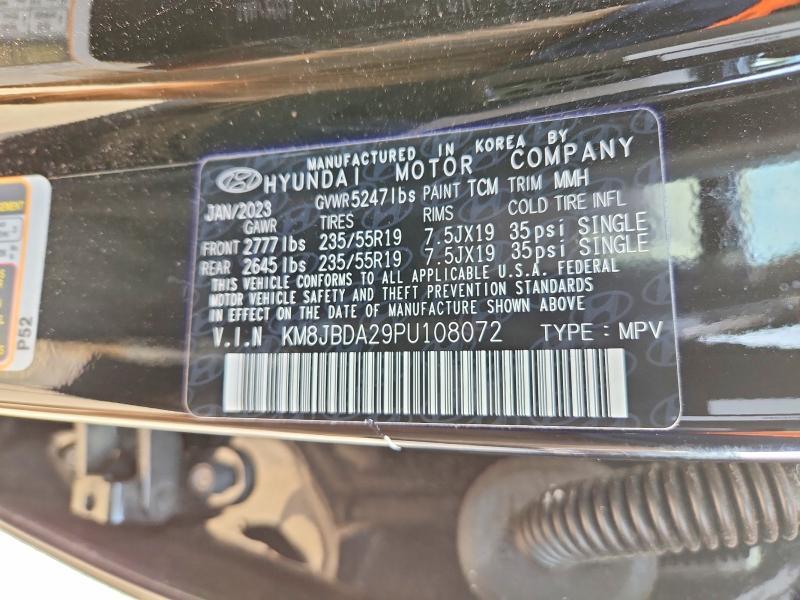 MANUFACTURED IN KOREA BY
HYUNDAI MOTOR COMPANY
JAN/2023 GVWR 5247lbs PAINT TCM TRIM MMH
GAWR TIRES RIMS COLD TIRE INFL
FRONT 2777lbs 235/55R19 7.5JX19 35psi SINGLE
REAR 2645lbs 235/55R19 7.5JX19 35psi SINGLE
THIS VEHICLE CONFORMS TO ALL APPLICABLE U.S.A. FEDERAL
MOTOR VEHICLE SAFETY AND THEFT PREVENTION STANDARDS
IN EFFECT ON THE DATE OF MANUFACTURE SHOWN ABOVE
V.I.N KM8JBDA29PU108072 TYPE : MPV
P52